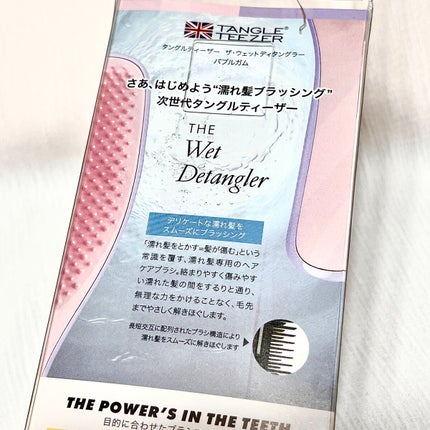 TANGLE
TEEZER®
タングルティーザー ザ・ウェットディタングラー
バブルガム
さあ、はじめよう“濡れ髪ブラッシング”
次世代タングルティーザー
THE
Wet
Detangler
デリケートな濡れ髪を
スムーズにブラッシング
「濡れ髪をとかす=髪が傷む」という
常識を覆す、濡れ髪専用のヘア
ケアブラシ。絡まりやすく傷みやす
い濡れた髪の間をするりと通り、
無理な力をかけることなく、毛先
までやさしく解きほぐします。
長短交互に配列されたブラシ構造により
濡れ髪をスムーズに解きほぐします
THE POWER'S IN THE TEETH
目的に合わせたブラシ